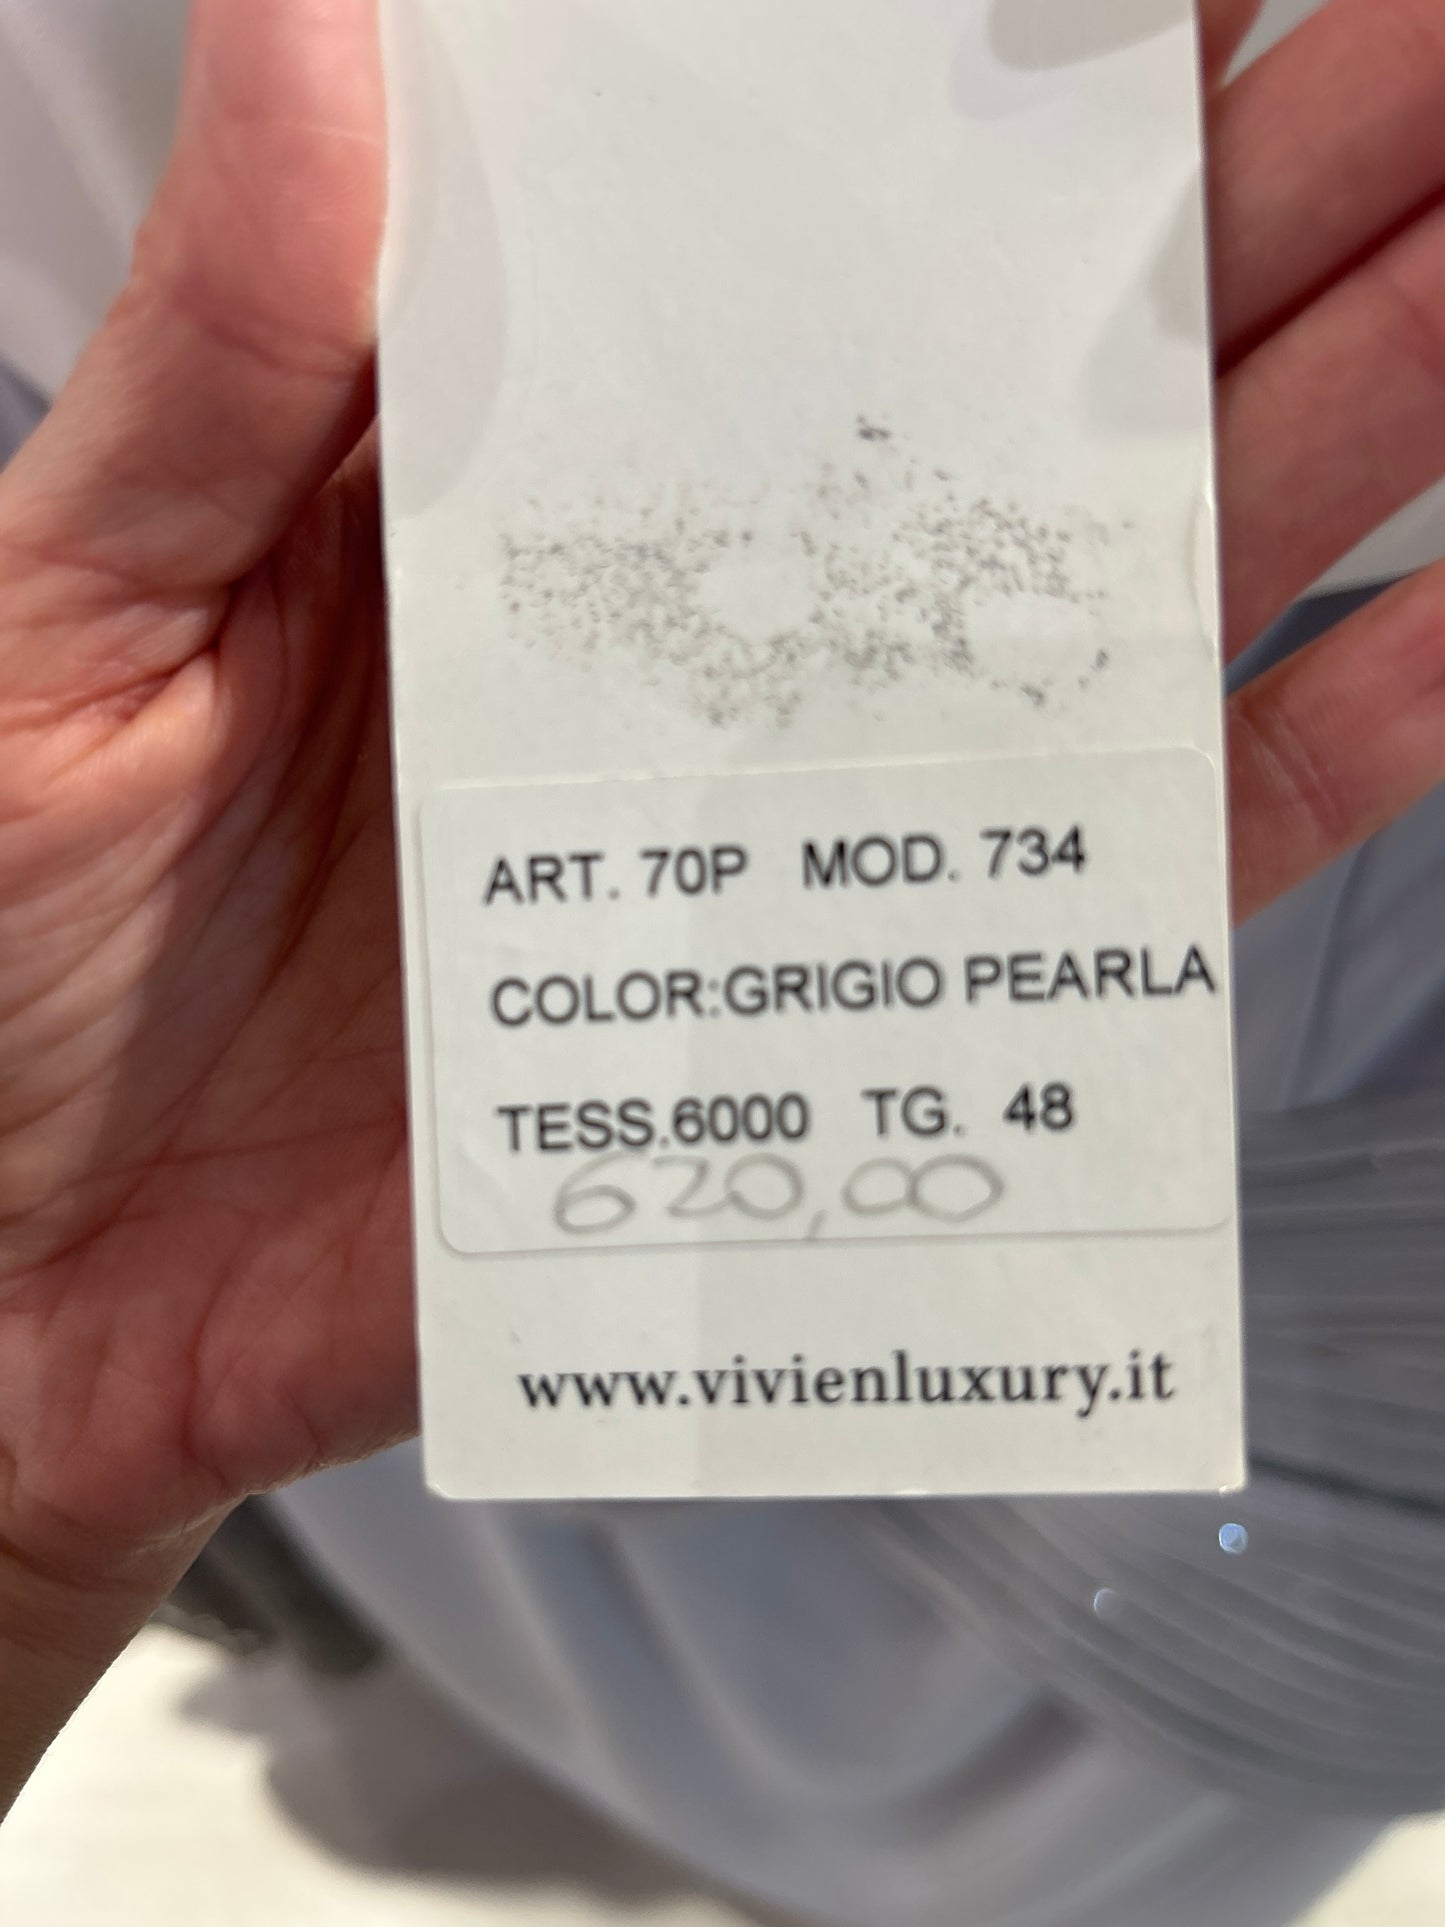 ART. 70P MOD. 734
COLOR:GRIGIO PEARLA
TESS.6000 TG. 48
620,00
www.vivienluxury.it